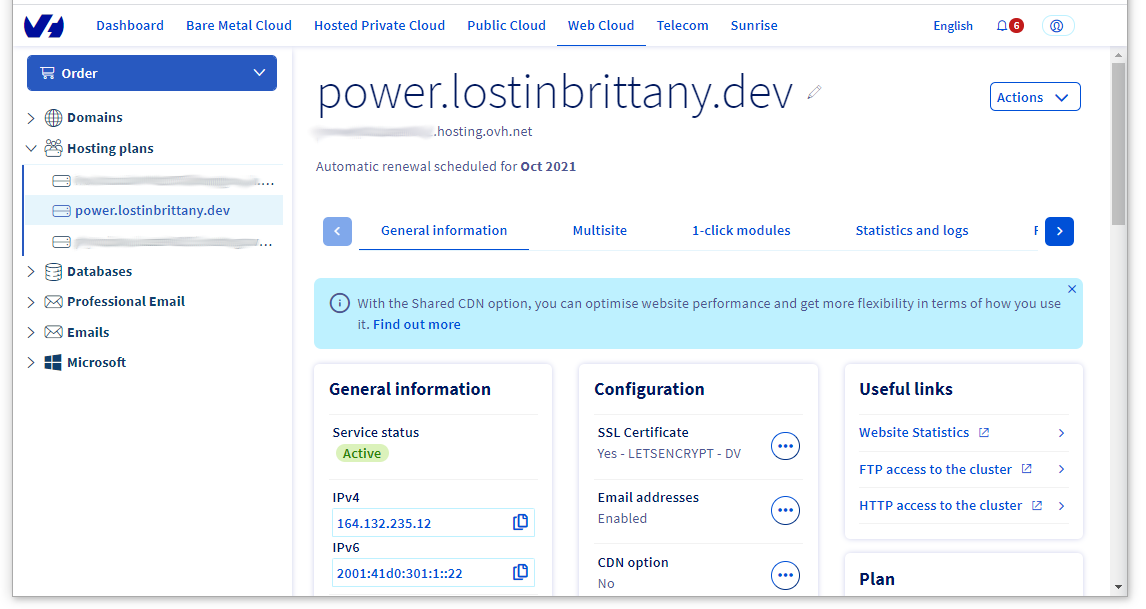 Dashboard Bare Metal Cloud Hosted Private Cloud Public Cloud Web Cloud Telecom Sunrise English 6
Order
Domains
Hosting plans
...
power.lostinbrittany.dev
...
Databases
Professional Email
Emails
Microsoft
power.lostinbrittany.dev
Actions
.hosting.ovh.net
Automatic renewal scheduled for Oct 2021
General information Multisite 1-click modules Statistics and logs
With the Shared CDN option, you can optimise website performance and get more flexibility in terms of how you use
it. Find out more
General information
Service status
Active
IPv4
164.132.235.12
IPv6
2001:41d0:301:1::22
Configuration
SSL Certificate
Yes - LETSENCRYPT - DV
Email addresses
Enabled
CDN option
No
Useful links
Website Statistics
FTP access to the cluster
HTTP access to the cluster
Plan